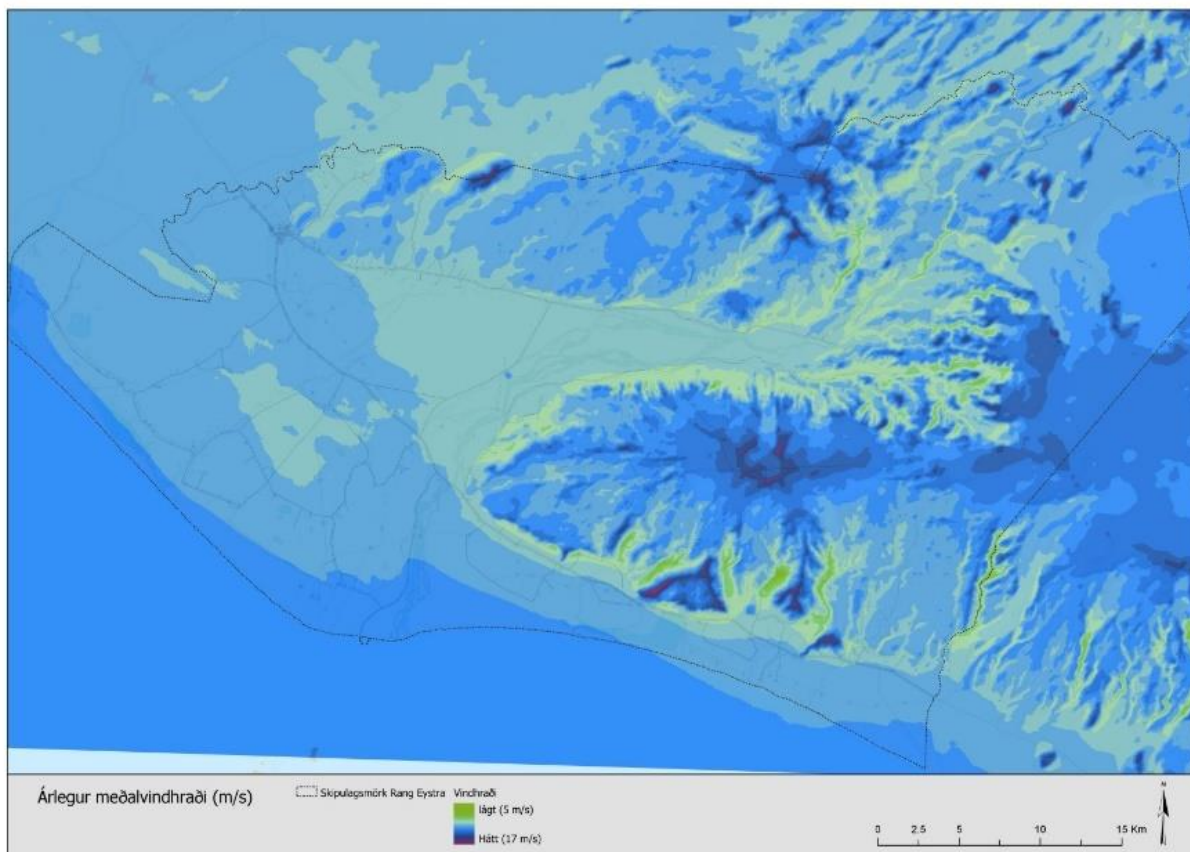 Árlegur meðalvindhraði (m/s)
Skipulagsmörk Rang Eystra
Vindhraði
lágt (5 m/s)
Hátt (17 m/s)
N
0 2.5 5 10 15 Km